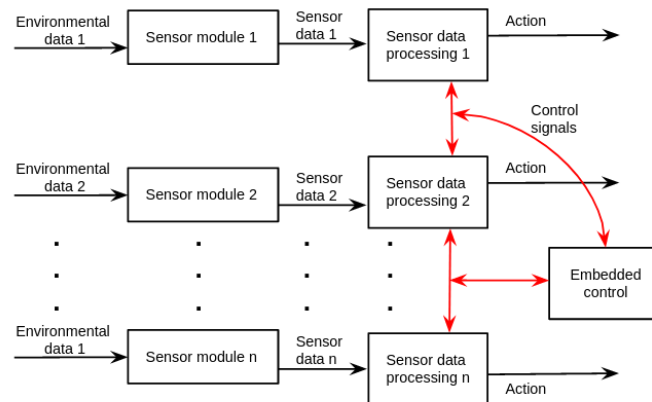 Environmental
data 1
Sensor module 1
Sensor
data 1
Sensor data
processing 1
Action
Control
signals
Environmental
data 2
Sensor module 2
Sensor
data 2
Sensor data
processing 2
Action
Embedded
control
Environmental
data 1
Sensor module n
Sensor
data n
Sensor data
processing n
Action